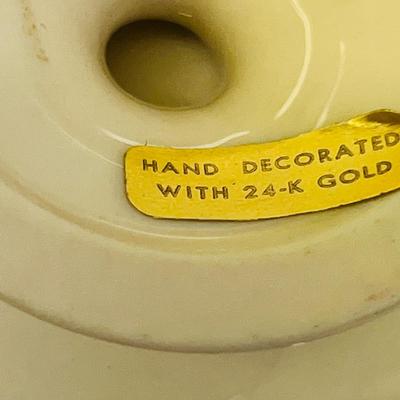 HAND DECORATED
WITH 24-K GOLD